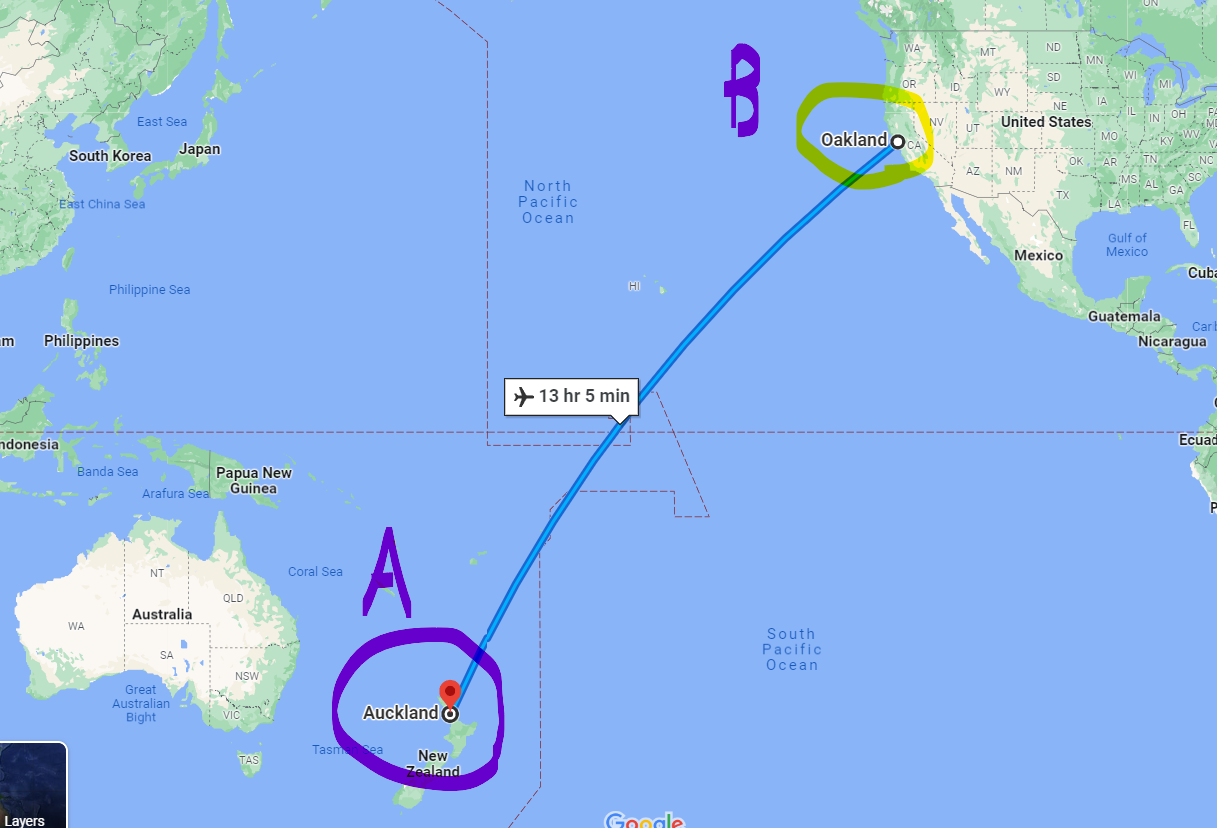 ON
WA
MT
ND
MN
OR
ID
SD
WI
MI
WY
B
NE
IA
IL
IN
OH
PA
East Sea
NV
UT
United States
MO
KY
WV
Oakland
CA
South Korea
Japan
OK
AR
TN
NC
AZ
NM
MS
AL
SC
GA
North
Pacific
Ocean
TX
LA
East China Sea
FL
Gulf of
Mexico
Mexico
Cuba
HI
Philippine Sea
Guatemala
Philippines
Nicaragua
13 hr 5 min
Ecuad
ndonesia
Banda Sea
Papua New
Guinea
Arafura Sea
A
Coral Sea
NT
QLD
Australia
WA
SA
NSW
South
Pacific
Ocean
Great
Australian
Bight
VIC
Auckland
Tasman Sea
New
Zealand
TAS
Layers
Google